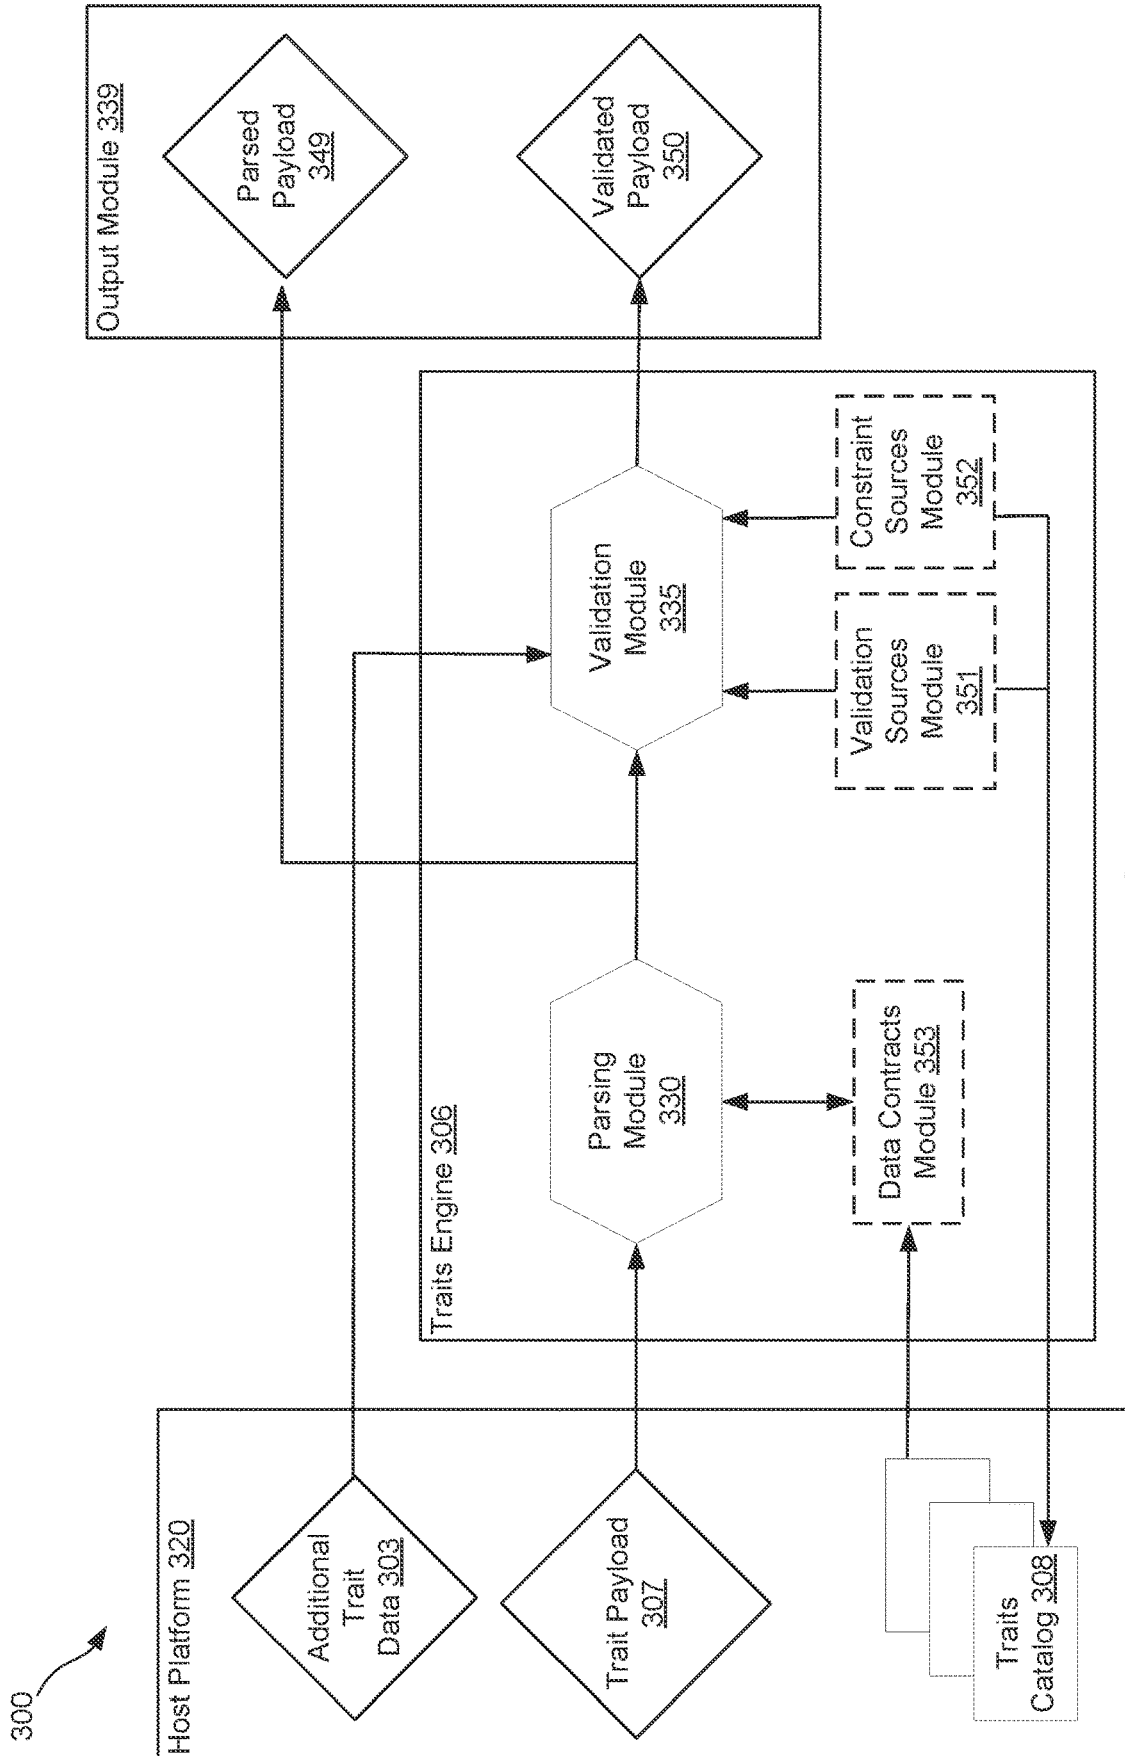 300
Host Platform 320
Additional
Trait
Data 303
Trait Payload
307
Traits
Catalog 308
Traits Engine 306
Parsing
Module
330
Data Contracts
Module 353
Validation
Module
335
Validation
Sources
Module
351
Constraint
Sources
Module
352
Output Module 339
Parsed
Payload
349
Validated
Payload
350